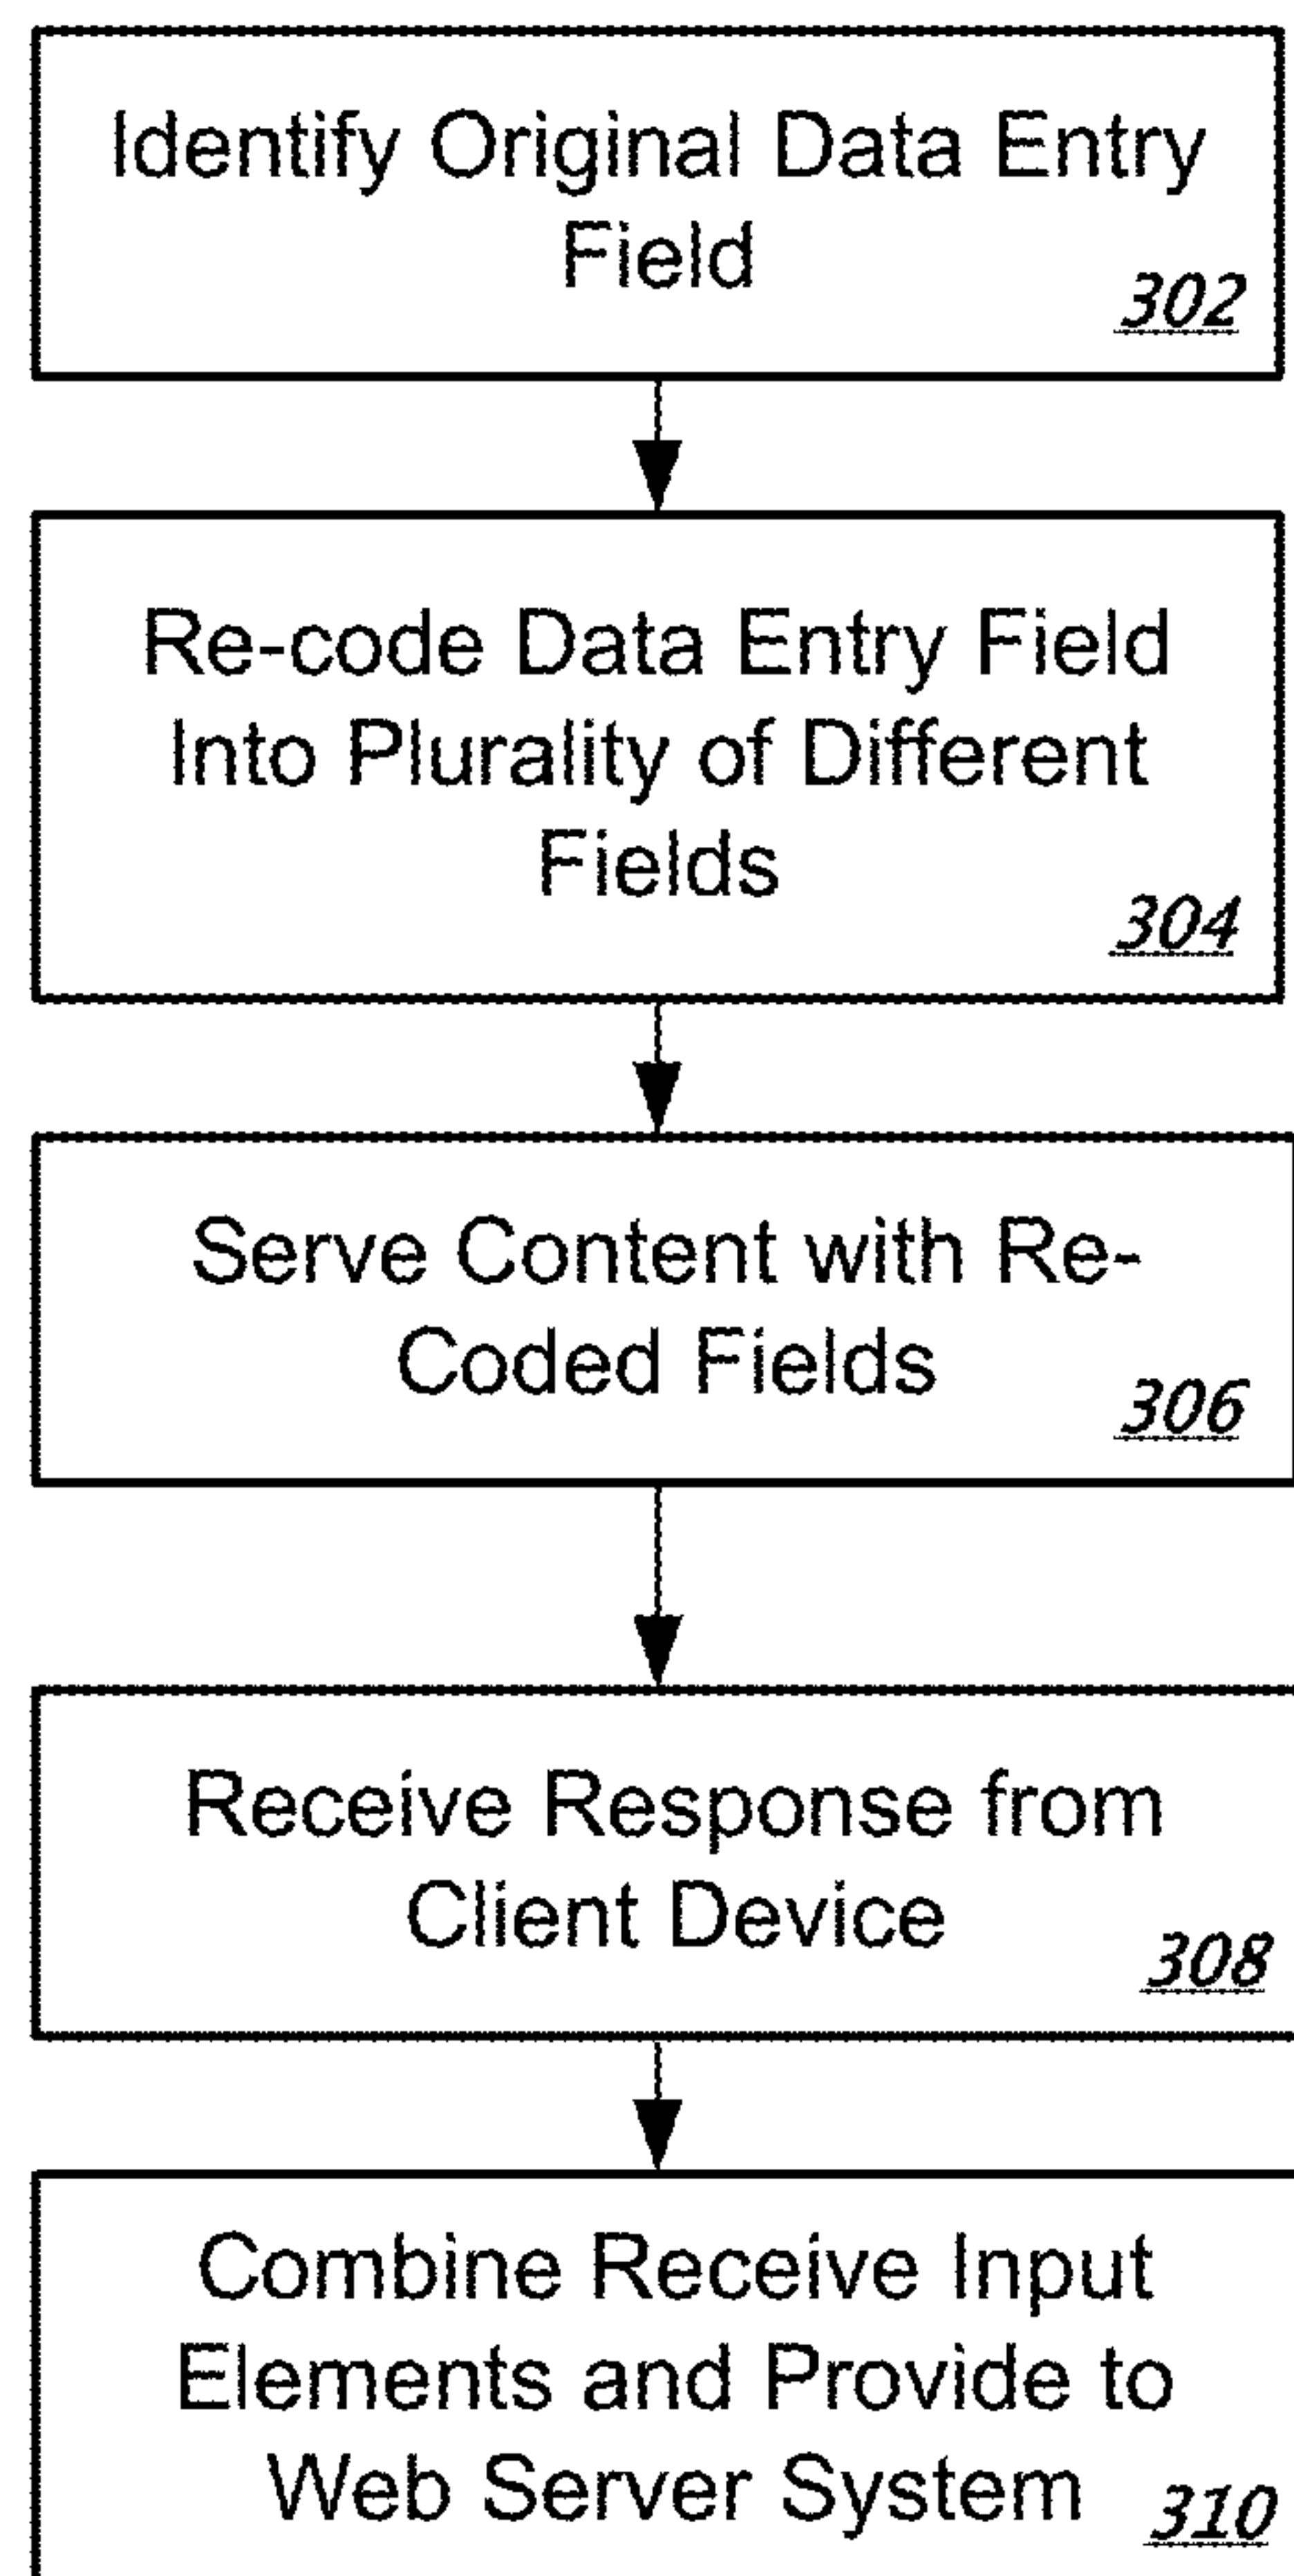 Identify Original Data Entry
Field
302
Re-code Data Entry Field
Into Plurality of Different
Fields
304
Serve Content with Re-
Coded Fields
306
Receive Response from
Client Device
308
Combine Receive Input
Elements and Provide to
Web Server System
310